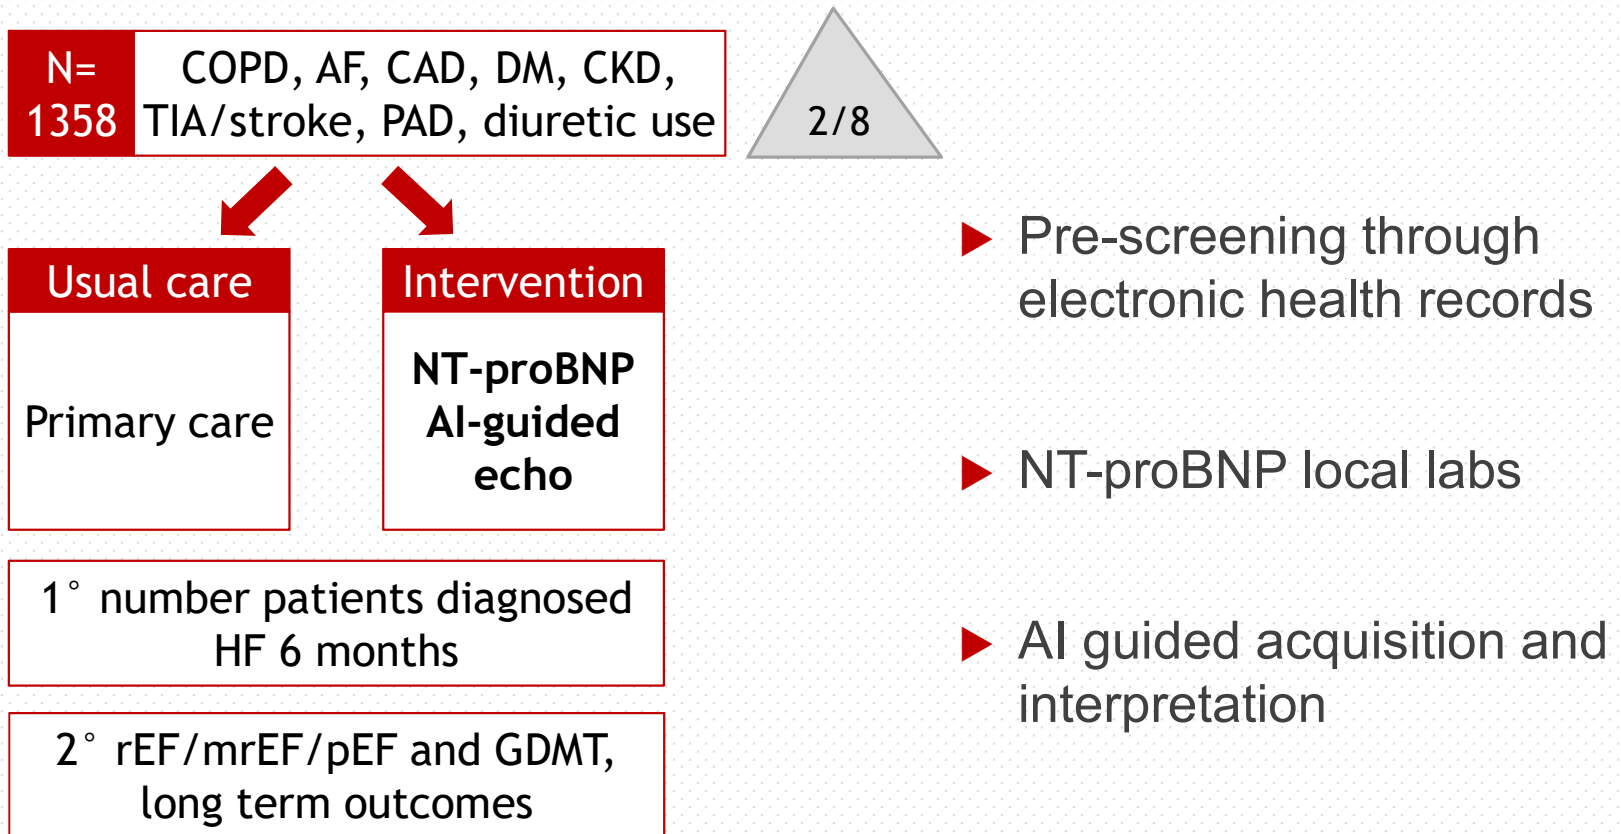 N=
1358
COPD, AF, CAD, DM, CKD,
TIA/stroke, PAD, diuretic use
2/8
Usual care
Primary care
Intervention
NT-proBNP
AI-guided
echo
1° number patients diagnosed
HF 6 months
2° rEF/mrEF/pEF and GDMT,
long term outcomes
Pre-screening through
electronic health records
NT-proBNP local labs
AI guided acquisition and
interpretation